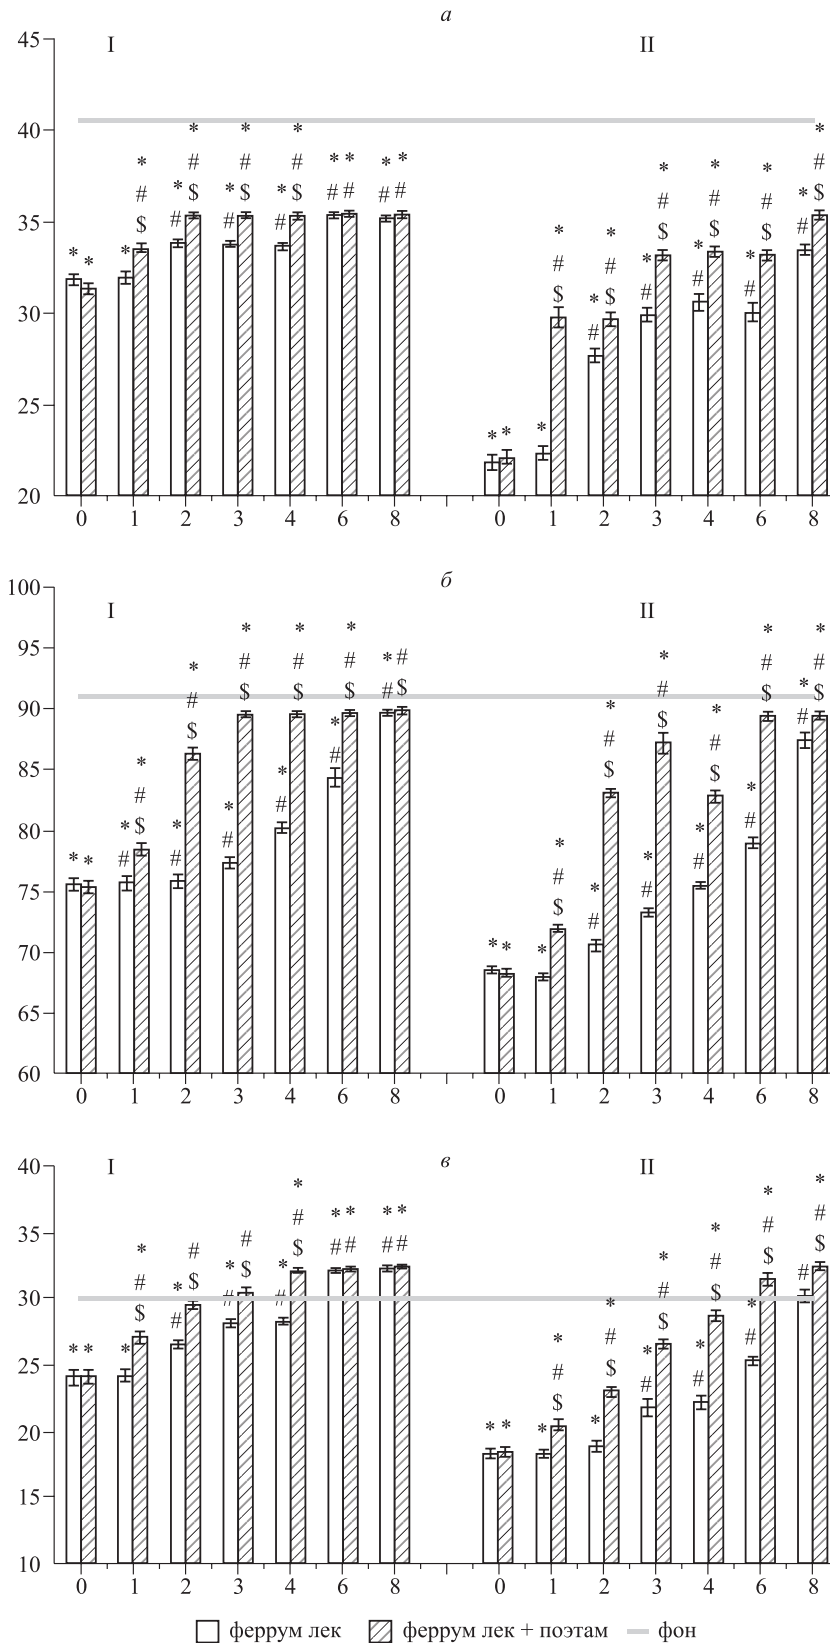 а
I II
45
40
35
30
25
20
* * * * # $ * # * # $ * # * # $ * # * # $ * # * # * # * #
* * * * # $ * # * # $ * # * # $ * # * # $ * # * # $ * # * # $
0 1 2 3 4 6 8 0 1 2 3 4 6 8
б
I II
100
95
90
85
80
75
70
65
60
* * * # * # $ * # * # $ * # * # $ * # * # $ * # * # $ * # # $
* * * * # $ * # * # $ * # * # $ * # * # $ * # * # $ * # * # $
0 1 2 3 4 6 8 0 1 2 3 4 6 8
в
I II
40
35
30
25
20
15
10
* * * * # $ * # # $ * # # $ * # * # $ * # * # * # * #
* * * * # $ * * # $ * # * # $ * # * # $ * # * # $ # * # $
0 1 2 3 4 6 8 0 1 2 3 4 6 8
феррум лек феррум лек + поэтам фон